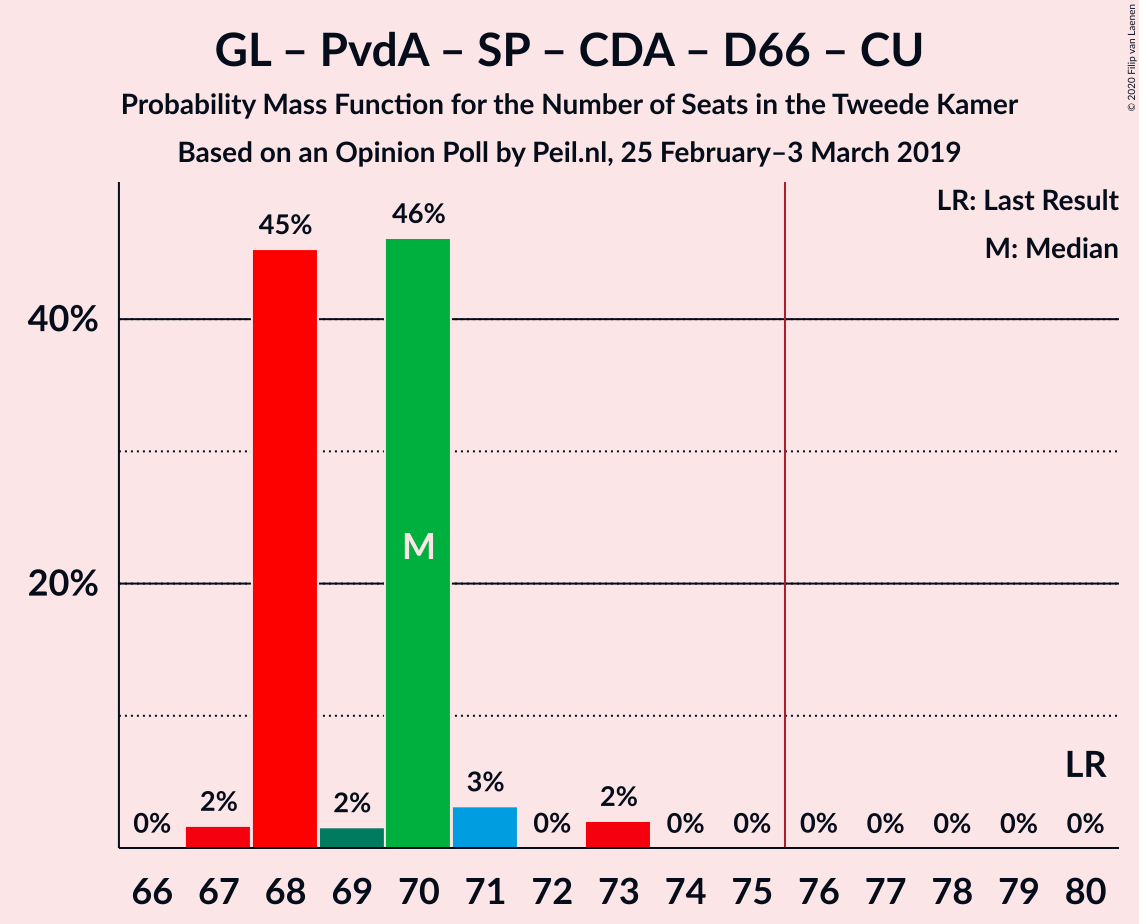 GL – PvdA – SP – CDA – D66 – CU
Probability Mass Function for the Number of Seats in the Tweede Kamer
Based on an Opinion Poll by Peil.nl, 25 February–3 March 2019
© 2020 Filip van Laenen
LR: Last Result
M: Median
40%
20%
0%
2%
45%
2%
46%
3%
0%
2%
0%
0%
0%
0%
0%
0%
0%
M
LR
66 67 68 69 70 71 72 73 74 75 76 77 78 79 80